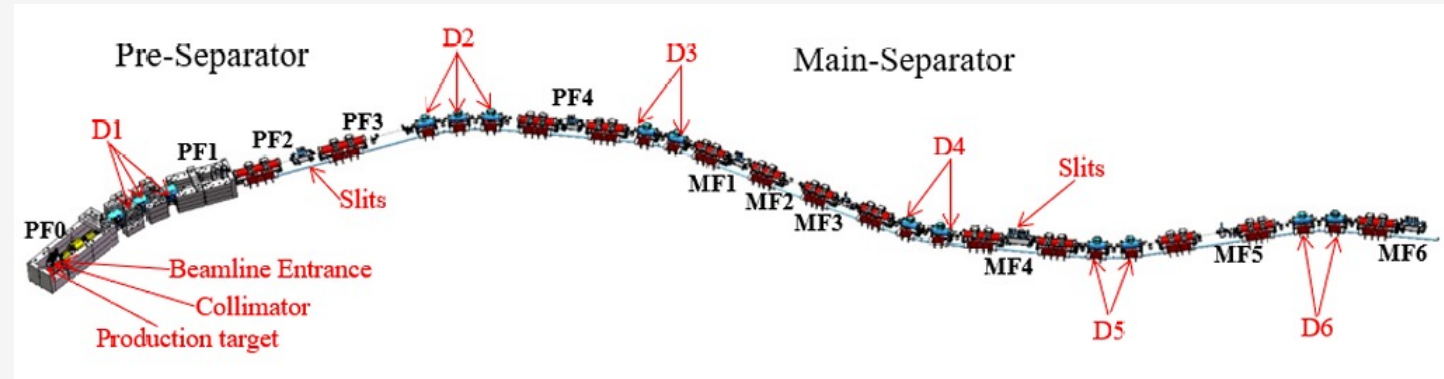 Pre-Separator
Main-Separator
D1
D2
D3
D4
D5
D6
PF0
PF1
PF2
PF3
PF4
MF1
MF2
MF3
MF4
MF5
MF6
Slits
Slits
Beamline Entrance
Collimator
Production target